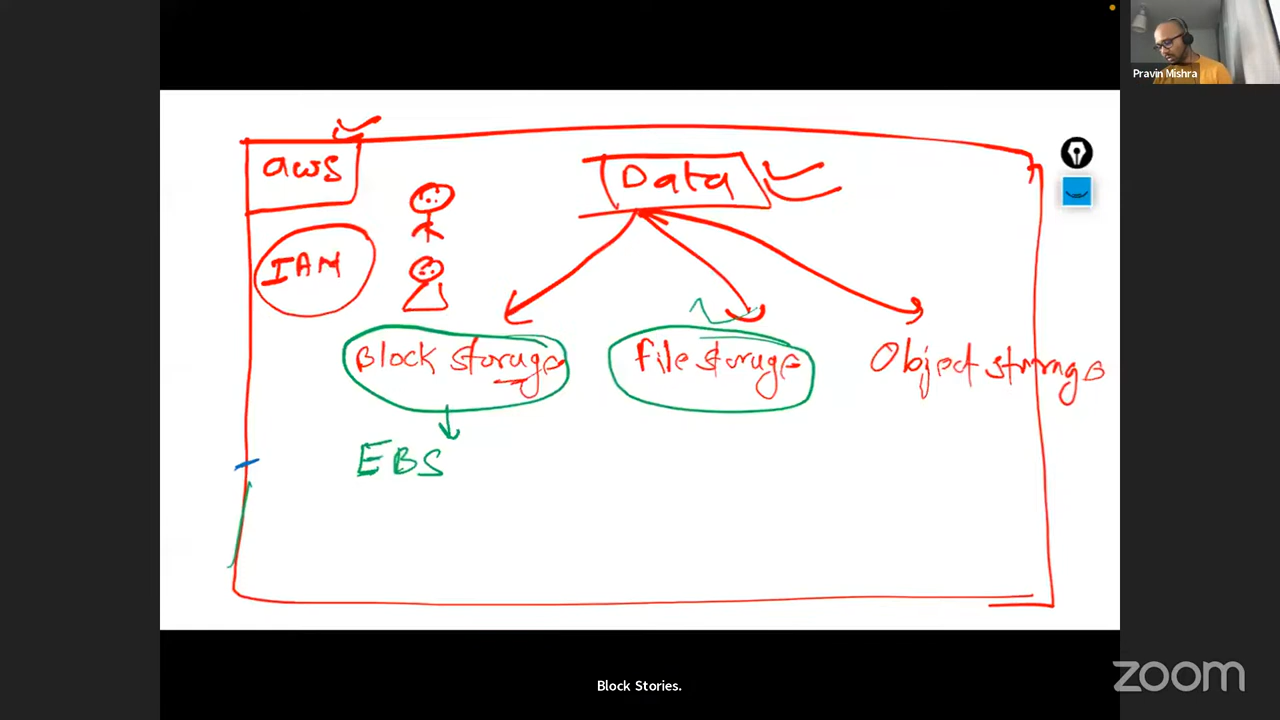 Pravin Mishra
aws
Data
IAM
Block storage
File storage
Object storage
EBS
Block Stories.
zoom